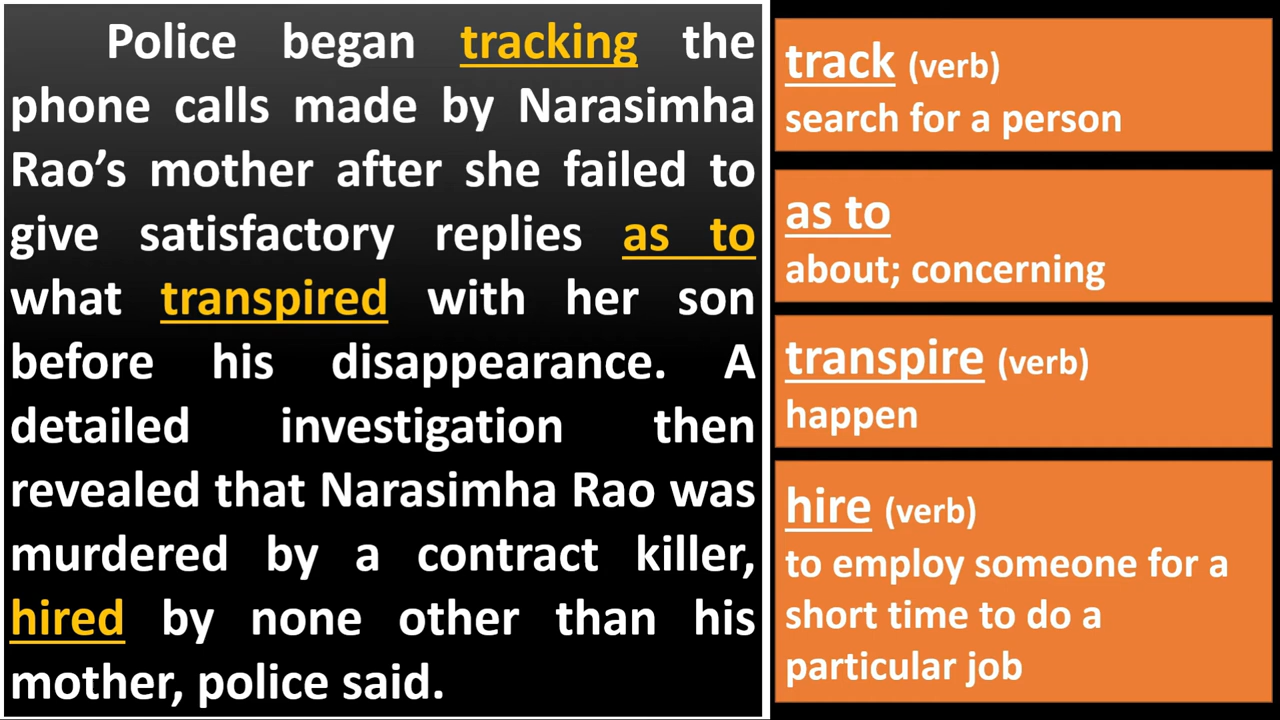 Police began tracking the
phone calls made by Narasimha
Rao’s mother after she failed to
give satisfactory replies as to
what transpired with her son
before his disappearance. A
detailed investigation then
revealed that Narasimha Rao was
murdered by a contract killer,
hired by none other than his
mother, police said.
track (verb)
search for a person
as to
about; concerning
transpire (verb)
happen
hire (verb)
to employ someone for a
short time to do a
particular job